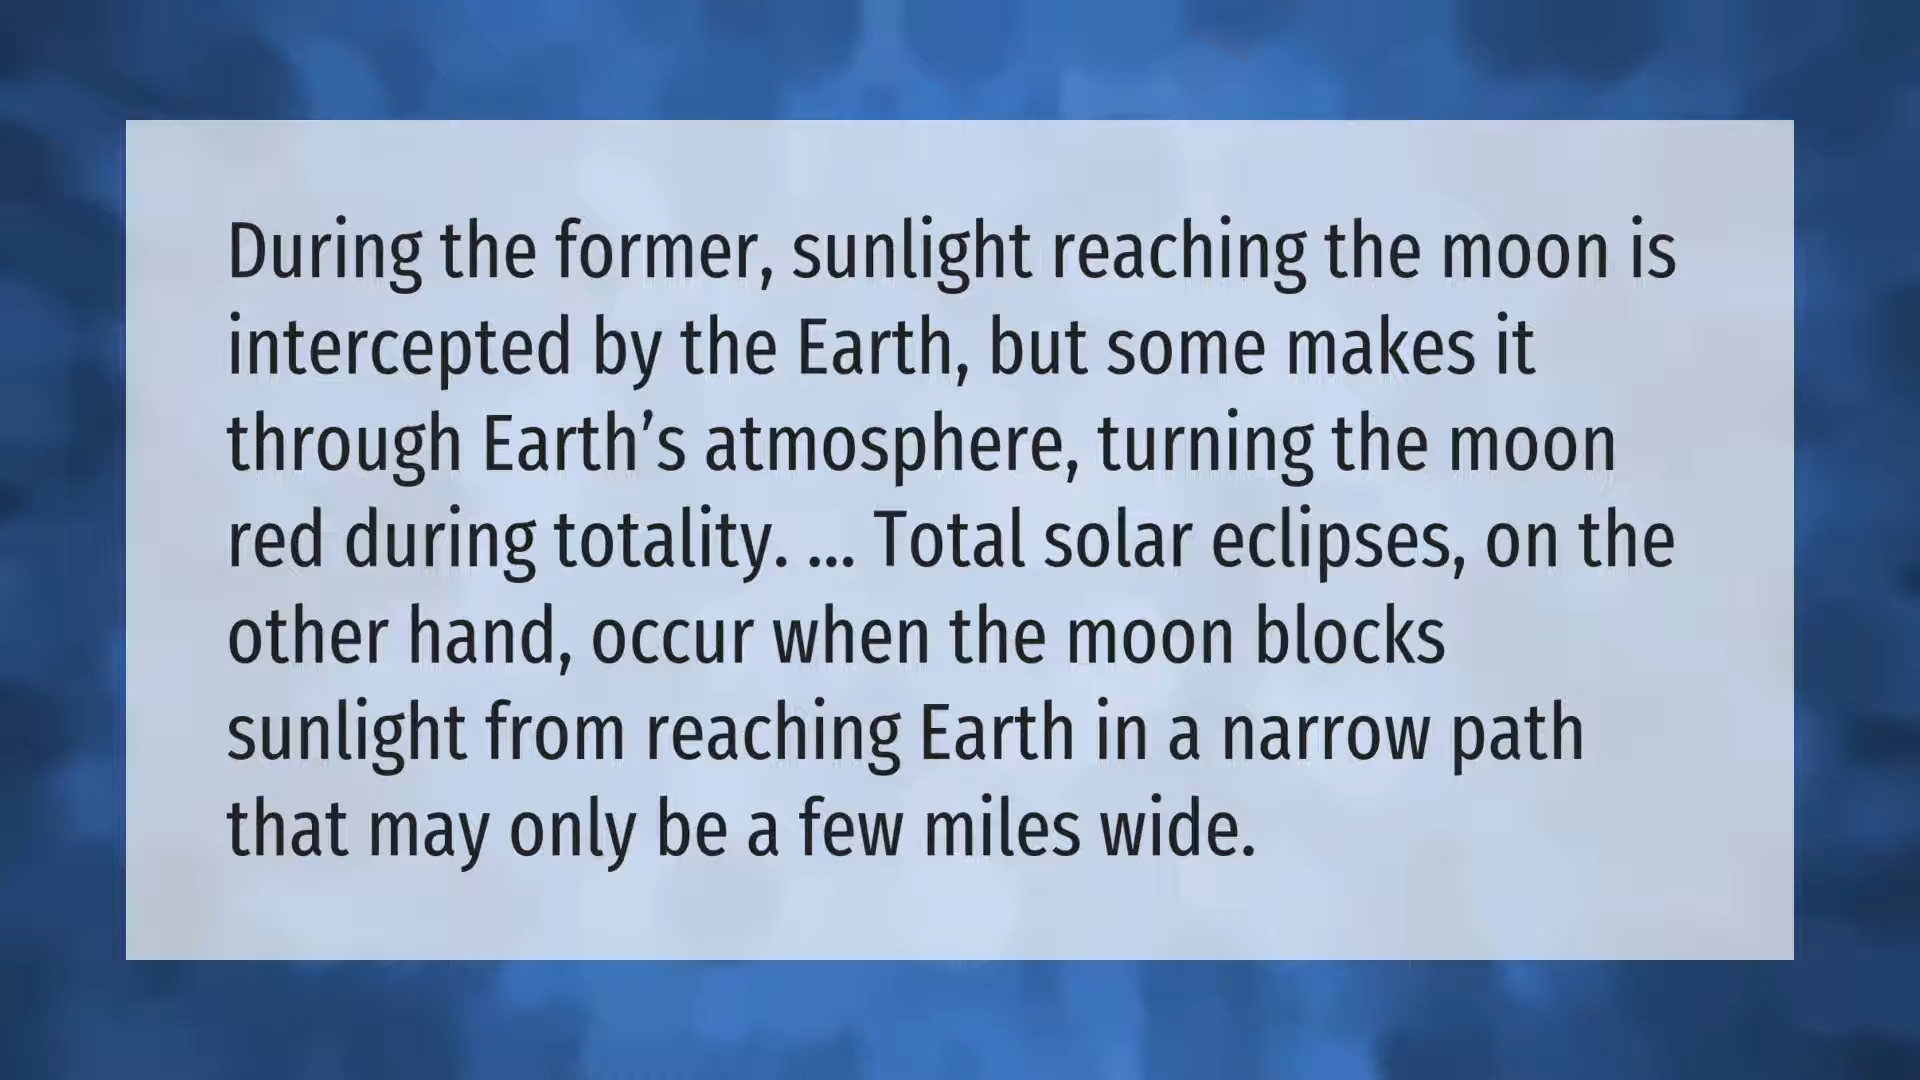 During the former, sunlight reaching the moon is
intercepted by the Earth, but some makes it
through Earth’s atmosphere, turning the moon
red during totality. ... Total solar eclipses, on the
other hand, occur when the moon blocks
sunlight from reaching Earth in a narrow path
that may only be a few miles wide.